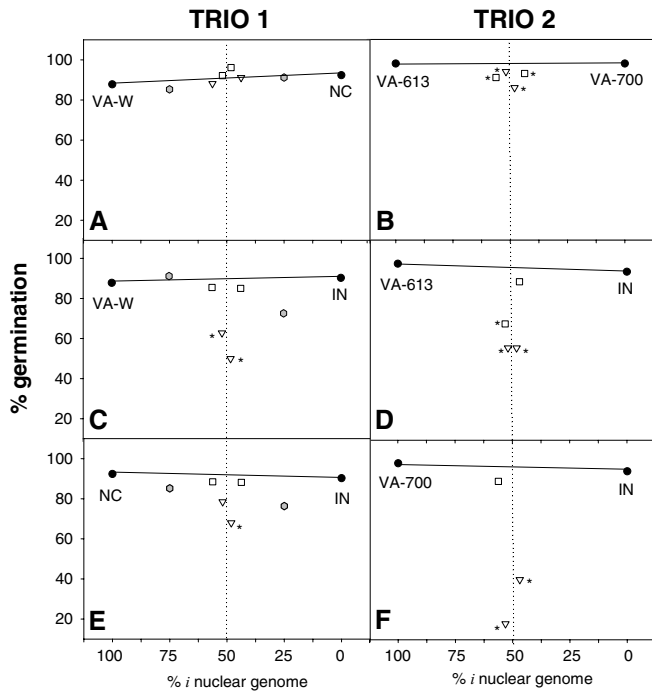 TRIO 1 TRIO 2
100
80
60
40
20
VA-W NC
A
VA-613 VA-700
* *
* *
B
100
80
60
40
20
VA-W IN
* *
C
VA-613 IN
*
* *
D
100
80
60
40
20
NC IN
*
E
VA-700 IN
*
*
F
% germination
100 75 50 25 0
100 75 50 25 0
% i nuclear genome % i nuclear genome